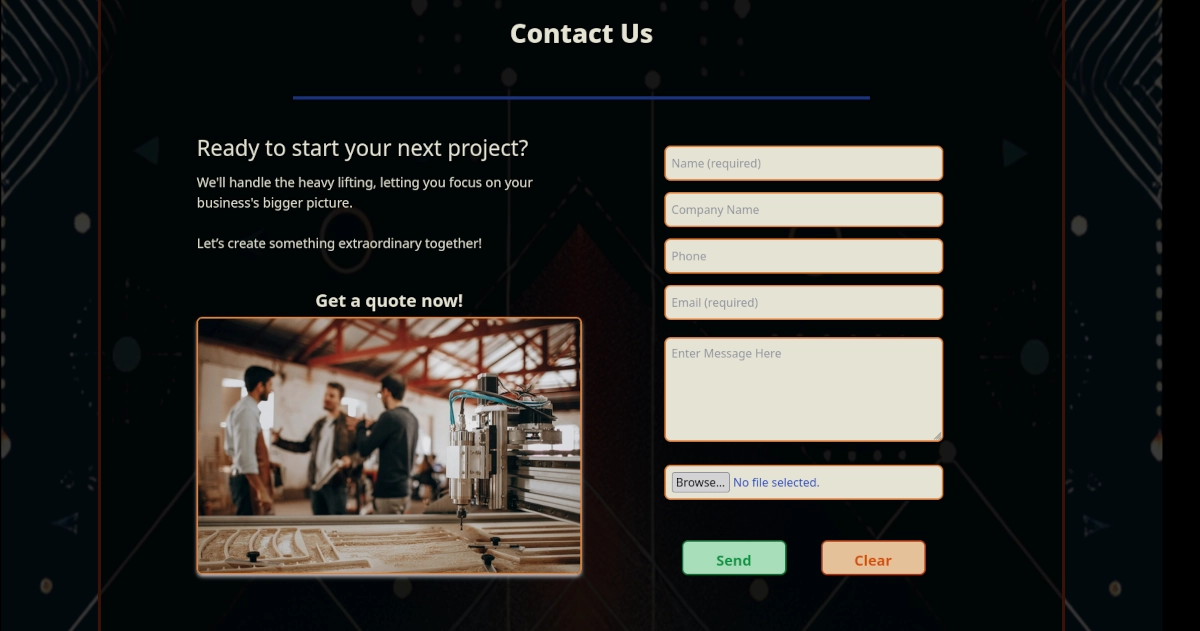 Contact Us
Ready to start your next project?
We'll handle the heavy lifting, letting you focus on your
business's bigger picture.
Let’s create something extraordinary together!
Get a quote now!
Name (required)
Company Name
Phone
Email (required)
Enter Message Here
Browse... No file selected.
Send Clear